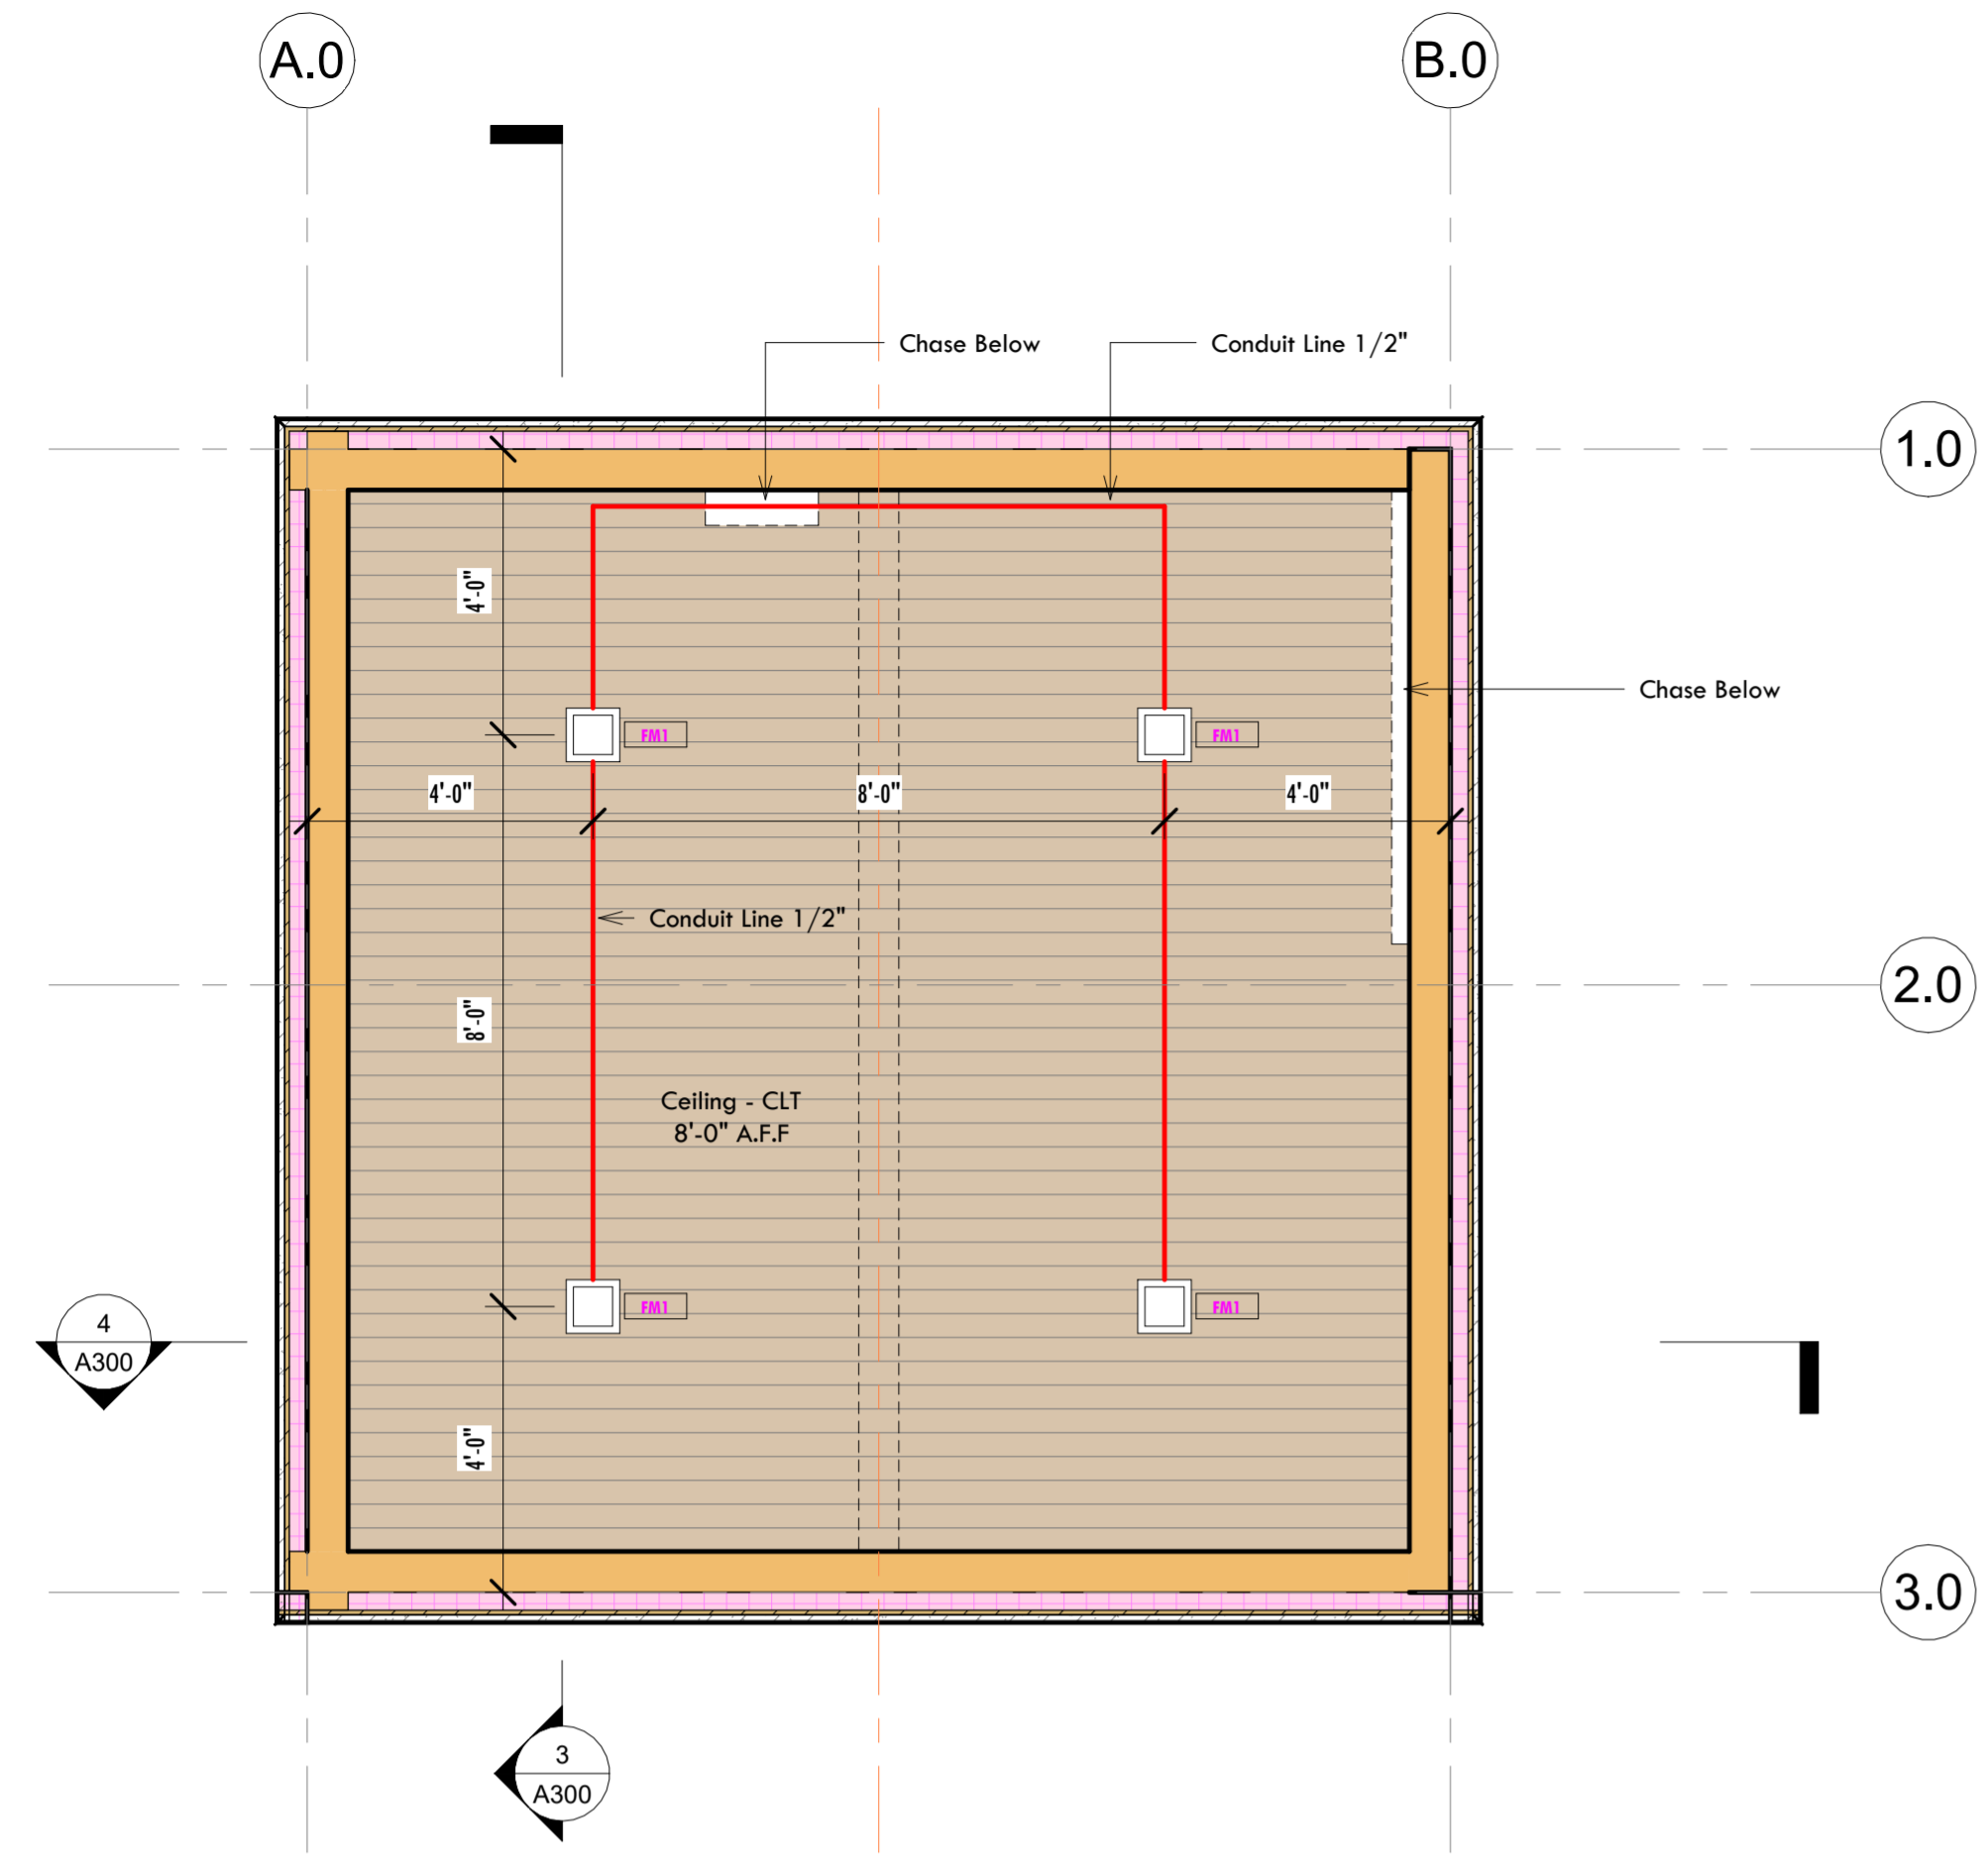 A.0
B.0
Chase Below
Conduit Line 1/2"
1.0
4'-0"
Chase Below
FM1
FM1
4'-0"
8'-0"
4'-0"
Conduit Line 1/2"
2.0
8'-0"
Ceiling - CLT
8'-0" A.F.F
FM1
FM1
4
A300
4'-0"
3.0
3
A300